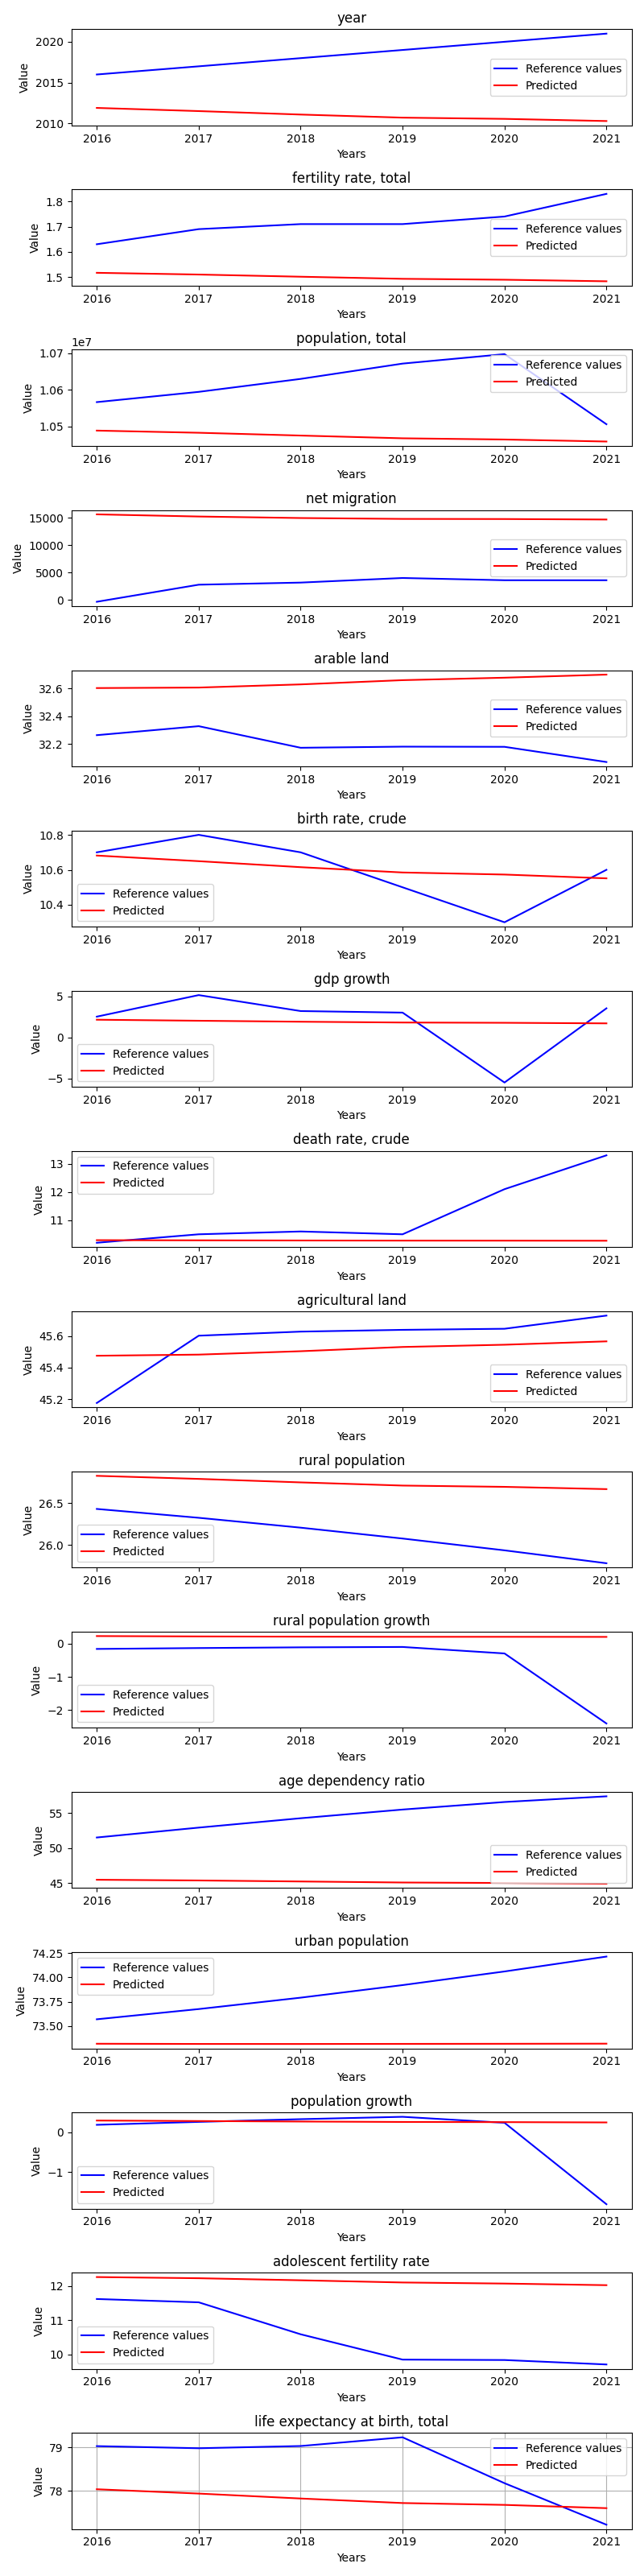 year
2020
2015
2010
Value
Reference values
Predicted
2016 2017 2018 2019 2020 2021
Years
fertility rate, total
1.8
1.7
1.6
1.5
Value
Reference values
Predicted
2016 2017 2018 2019 2020 2021
Years
population, total
1e7
1.07
1.06
1.05
Value
Reference values
Predicted
2016 2017 2018 2019 2020 2021
Years
net migration
15000
10000
5000
0
Value
Reference values
Predicted
2016 2017 2018 2019 2020 2021
Years
arable land
32.6
32.4
32.2
Value
Reference values
Predicted
2016 2017 2018 2019 2020 2021
Years
birth rate, crude
10.8
10.6
10.4
Value
Reference values
Predicted
2016 2017 2018 2019 2020 2021
Years
gdp growth
5
0
−5
Value
Reference values
Predicted
2016 2017 2018 2019 2020 2021
Years
death rate, crude
13
12
11
Value
Reference values
Predicted
2016 2017 2018 2019 2020 2021
Years
agricultural land
45.6
45.4
45.2
Value
Reference values
Predicted
2016 2017 2018 2019 2020 2021
Years
rural population
26.5
26.0
Value
Reference values
Predicted
2016 2017 2018 2019 2020 2021
Years
rural population growth
0
−1
−2
Value
Reference values
Predicted
2016 2017 2018 2019 2020 2021
Years
age dependency ratio
55
50
45
Value
Reference values
Predicted
2016 2017 2018 2019 2020 2021
Years
urban population
74.25
74.00
73.75
73.50
Value
Reference values
Predicted
2016 2017 2018 2019 2020 2021
Years
population growth
0
−1
Value
Reference values
Predicted
2016 2017 2018 2019 2020 2021
Years
adolescent fertility rate
12
11
10
Value
Reference values
Predicted
2016 2017 2018 2019 2020 2021
Years
life expectancy at birth, total
79
78
Value
Reference values
Predicted
2016 2017 2018 2019 2020 2021
Years